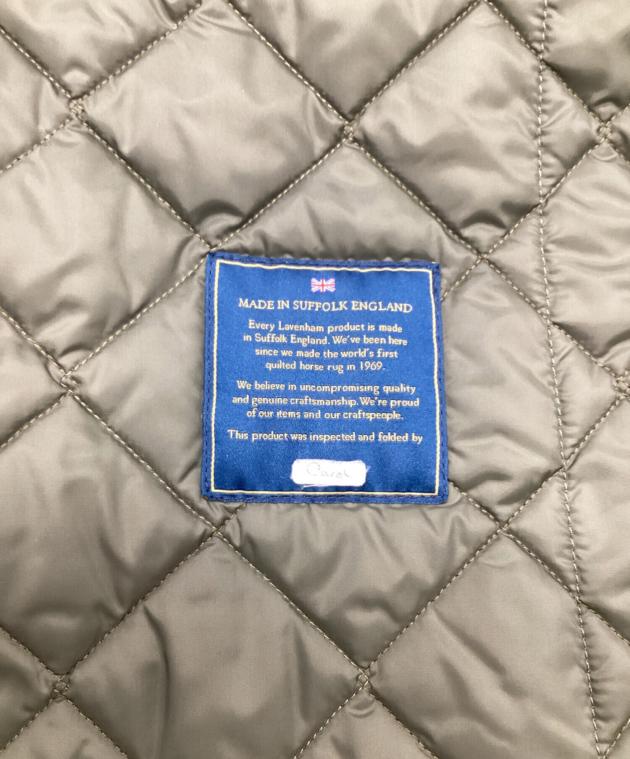 MADE IN SUFFOLK ENGLAND
Every Lavenham product is made
in Suffolk England. We've been here
since we made the world's first
quilted horse rug in 1969.
We believe in uncompromising quality
and genuine craftsmanship. We're proud
of our items and our craftspeople.
This product was inspected and folded by